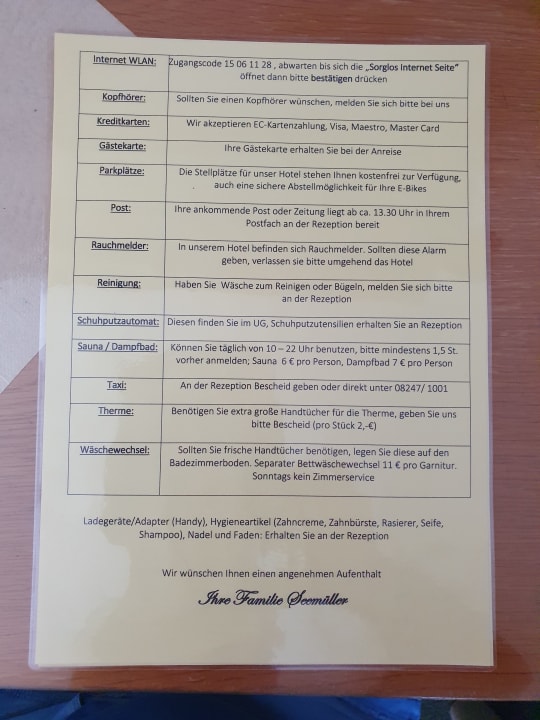 Internet WLAN: Zugangscode 15 06 11 28 , abwarten bis sich die „Sorglos Internet Seite“
öffnet dann bitte bestätigen drücken
Kopfhörer: Sollten Sie einen Kopfhörer wünschen, melden Sie sich bitte bei uns
Kreditkarten: Wir akzeptieren EC-Kartenzahlung, Visa, Maestro, Master Card
Gästekarte: Ihre Gästekarte erhalten Sie bei der Anreise
Parkplätze: Die Stellplätze für unser Hotel stehen Ihnen kostenfrei zur Verfügung,
auch eine sichere Abstellmöglichkeit für Ihre E-Bikes
Post: Ihre ankommende Post oder Zeitung liegt ab ca. 13.30 Uhr in Ihrem
Postfach an der Rezeption bereit
Rauchmelder: In unserem Hotel befinden sich Rauchmelder. Sollten diese Alarm
geben, verlassen sie bitte umgehend das Hotel
Reinigung: Haben Sie Wäsche zum Reinigen oder Bügeln, melden Sie sich bitte
an der Rezeption
Schuhputzautomat: Diesen finden Sie im UG, Schuhputzutensilien erhalten Sie an Rezeption
Sauna / Dampfbad: Können Sie täglich von 10 – 22 Uhr benutzen, bitte mindestens 1,5 St.
vorher anmelden; Sauna 6 € pro Person, Dampfbad 7 € pro Person
Taxi: An der Rezeption Bescheid geben oder direkt unter 08247/ 1001
Therme: Benötigen Sie extra große Handtücher für die Therme, geben Sie uns
bitte Bescheid (pro Stück 2,-€)
Wäschewechsel: Sollten Sie frische Handtücher benötigen, legen Sie diese auf den
Badezimmerboden. Separater Bettwäschewechsel 11 € pro Garnitur.
Sonntags kein Zimmerservice
Ladegeräte/Adapter (Handy), Hygieneartikel (Zahncreme, Zahnbürste, Rasierer, Seife,
Shampoo), Nadel und Faden: Erhalten Sie an der Rezeption
Wir wünschen Ihnen einen angenehmen Aufenthalt
Ihre Familie Seemüller